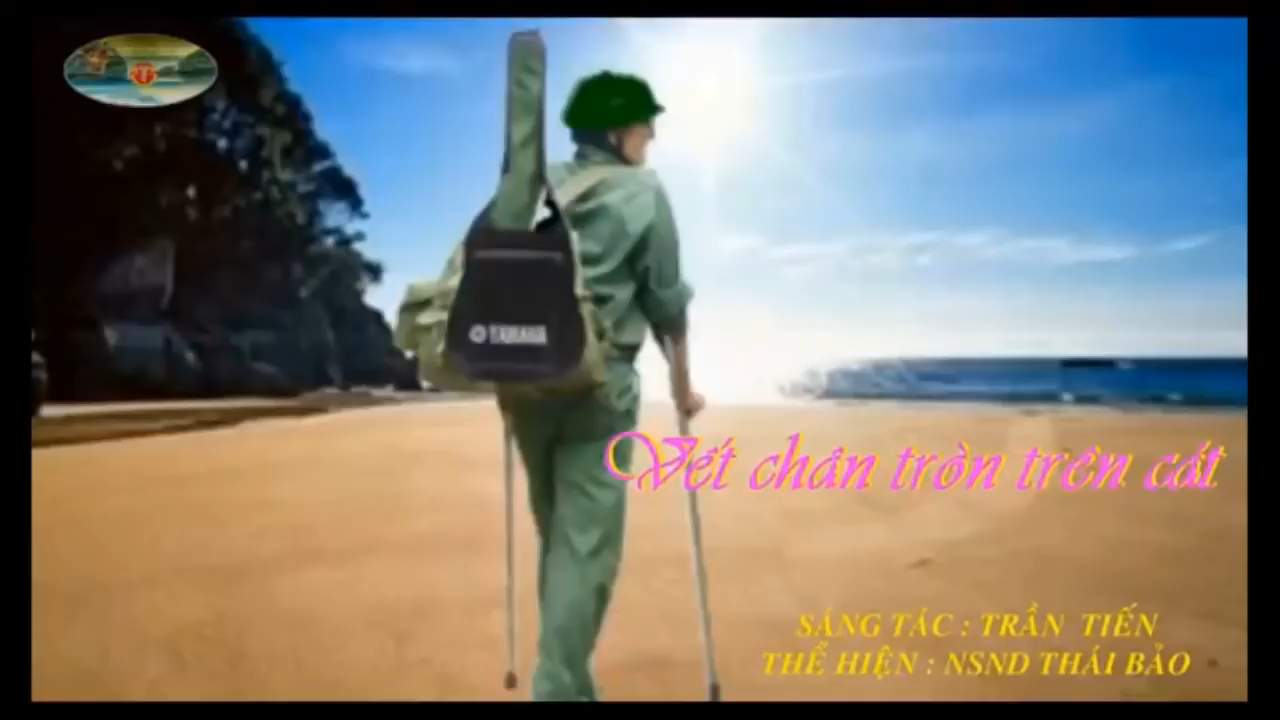 YAMAHA
Vết chân tròn trên cát
SÁNG TÁC : TRẦN TIẾN
THỂ HIỆN : NSND THÁI BẢO